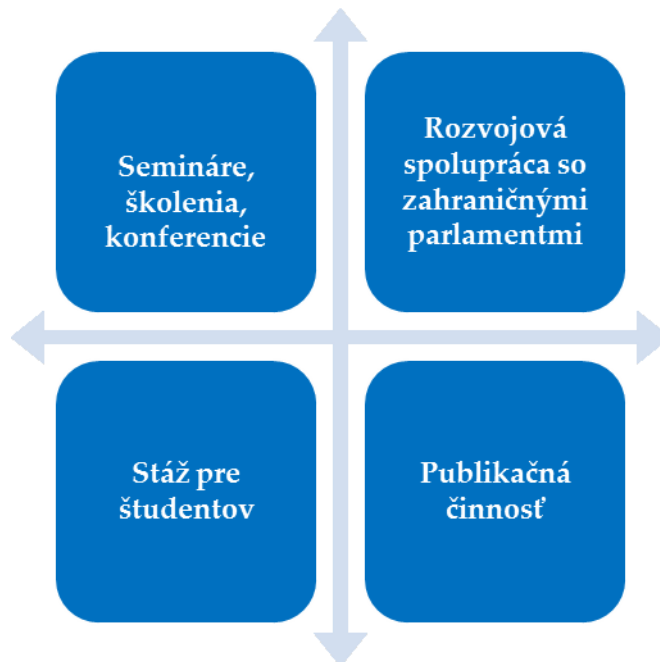 Semináre,
školenia,
konferencie
Rozvojová
spolupráca so
zahraničnými
parlamentmi
Stáž pre
študentov
Publikačná
činnosť